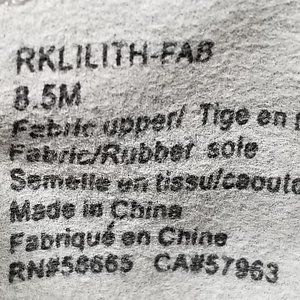 RKLILITH-FAB
8.5M
Fabric upper/ Tige en
Fabric/Rubber sole
Semelle en tissu/caoutc
Made in China
Fabriqué en Chine
RN#58665 CA#57963